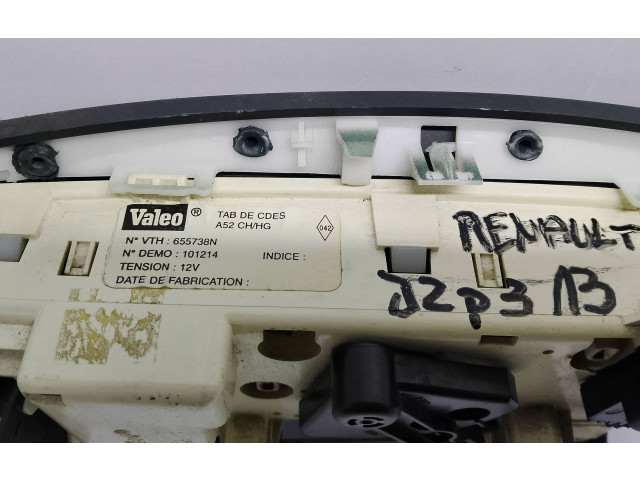 Valeo ® TAB DE CDES
A52 CH/HG
042
N° VTH : 655738N
N° DEMO : 101214 INDICE :
TENSION : 12V
DATE DE FABRICATION :
RENAULT
J2p3 13